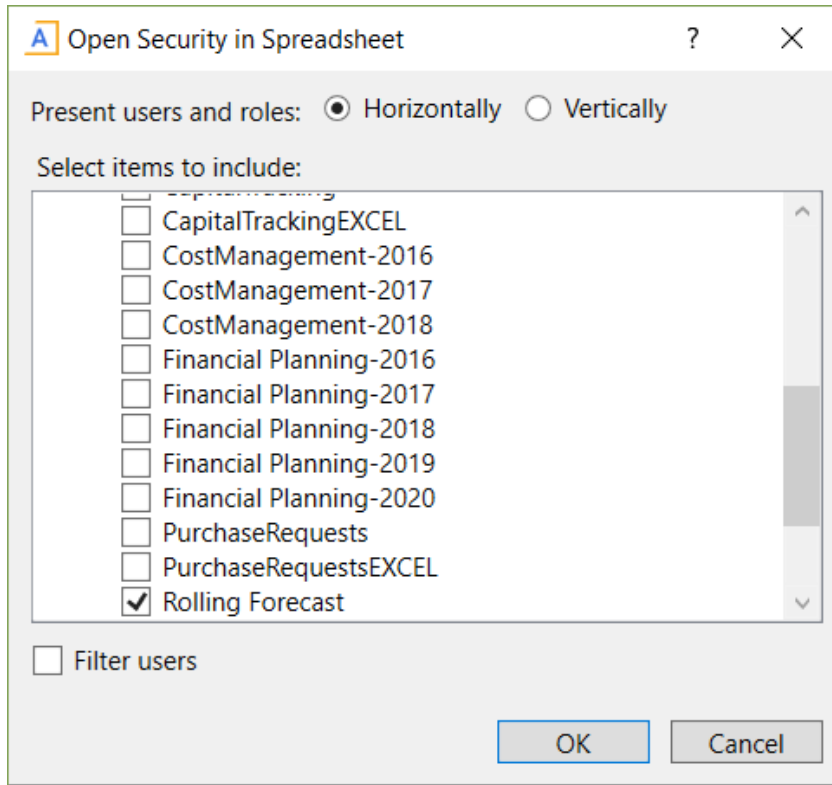 A Open Security in Spreadsheet ?
Present users and roles: Horizontally Vertically
Select items to include:
CapitalTrackingEXCEL
CostManagement-2016
CostManagement-2017
CostManagement-2018
Financial Planning-2016
Financial Planning-2017
Financial Planning-2018
Financial Planning-2019
Financial Planning-2020
PurchaseRequests
PurchaseRequestsEXCEL
Rolling Forecast
Filter users
OK Cancel